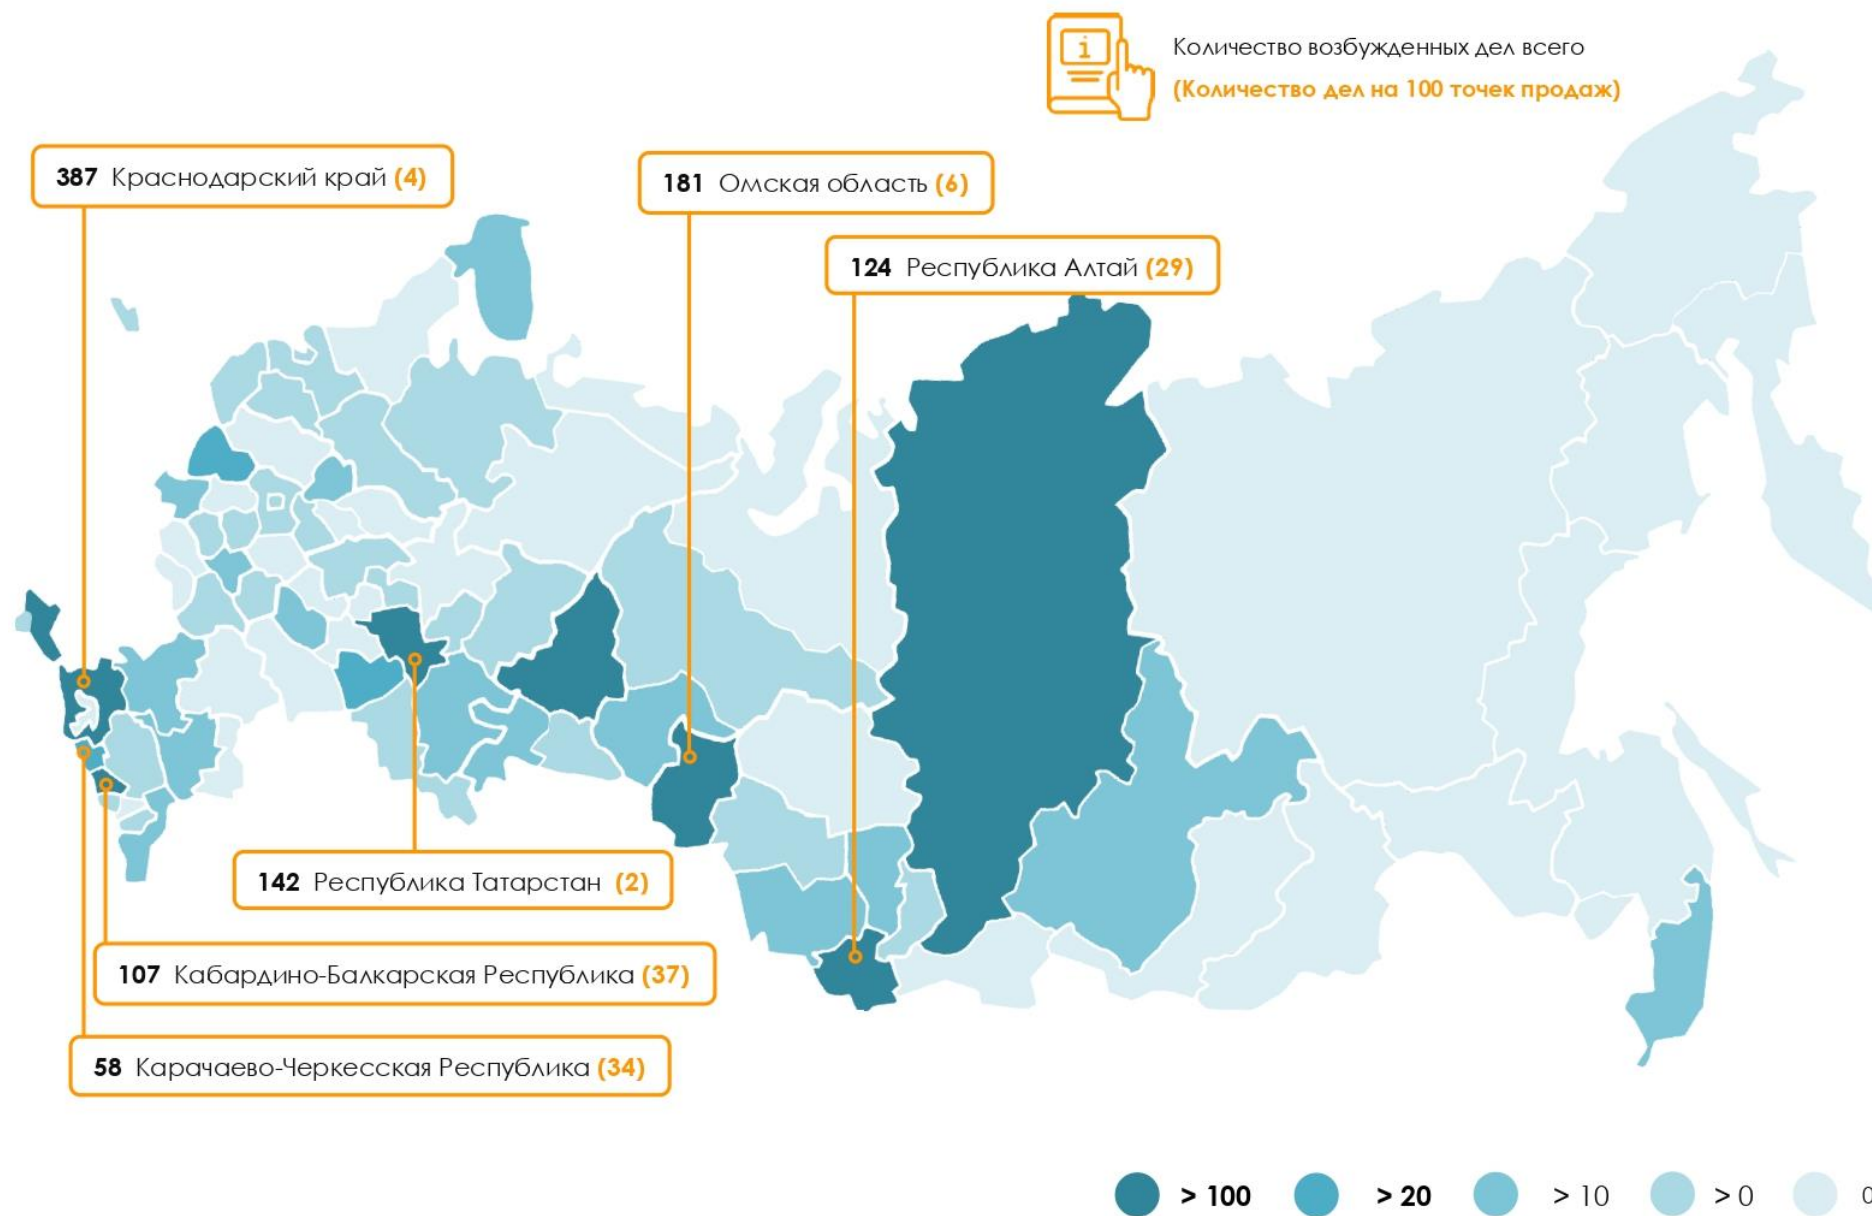 i
Количество возбужденных дел всего
(Количество дел на 100 точек продаж)
387 Краснодарский край (4)
181 Омская область (6)
124 Республика Алтай (29)
142 Республика Татарстан (2)
107 Кабардино-Балкарская Республика (37)
58 Карачаево-Черкесская Республика (34)
> 100 > 20 > 10 > 0 0